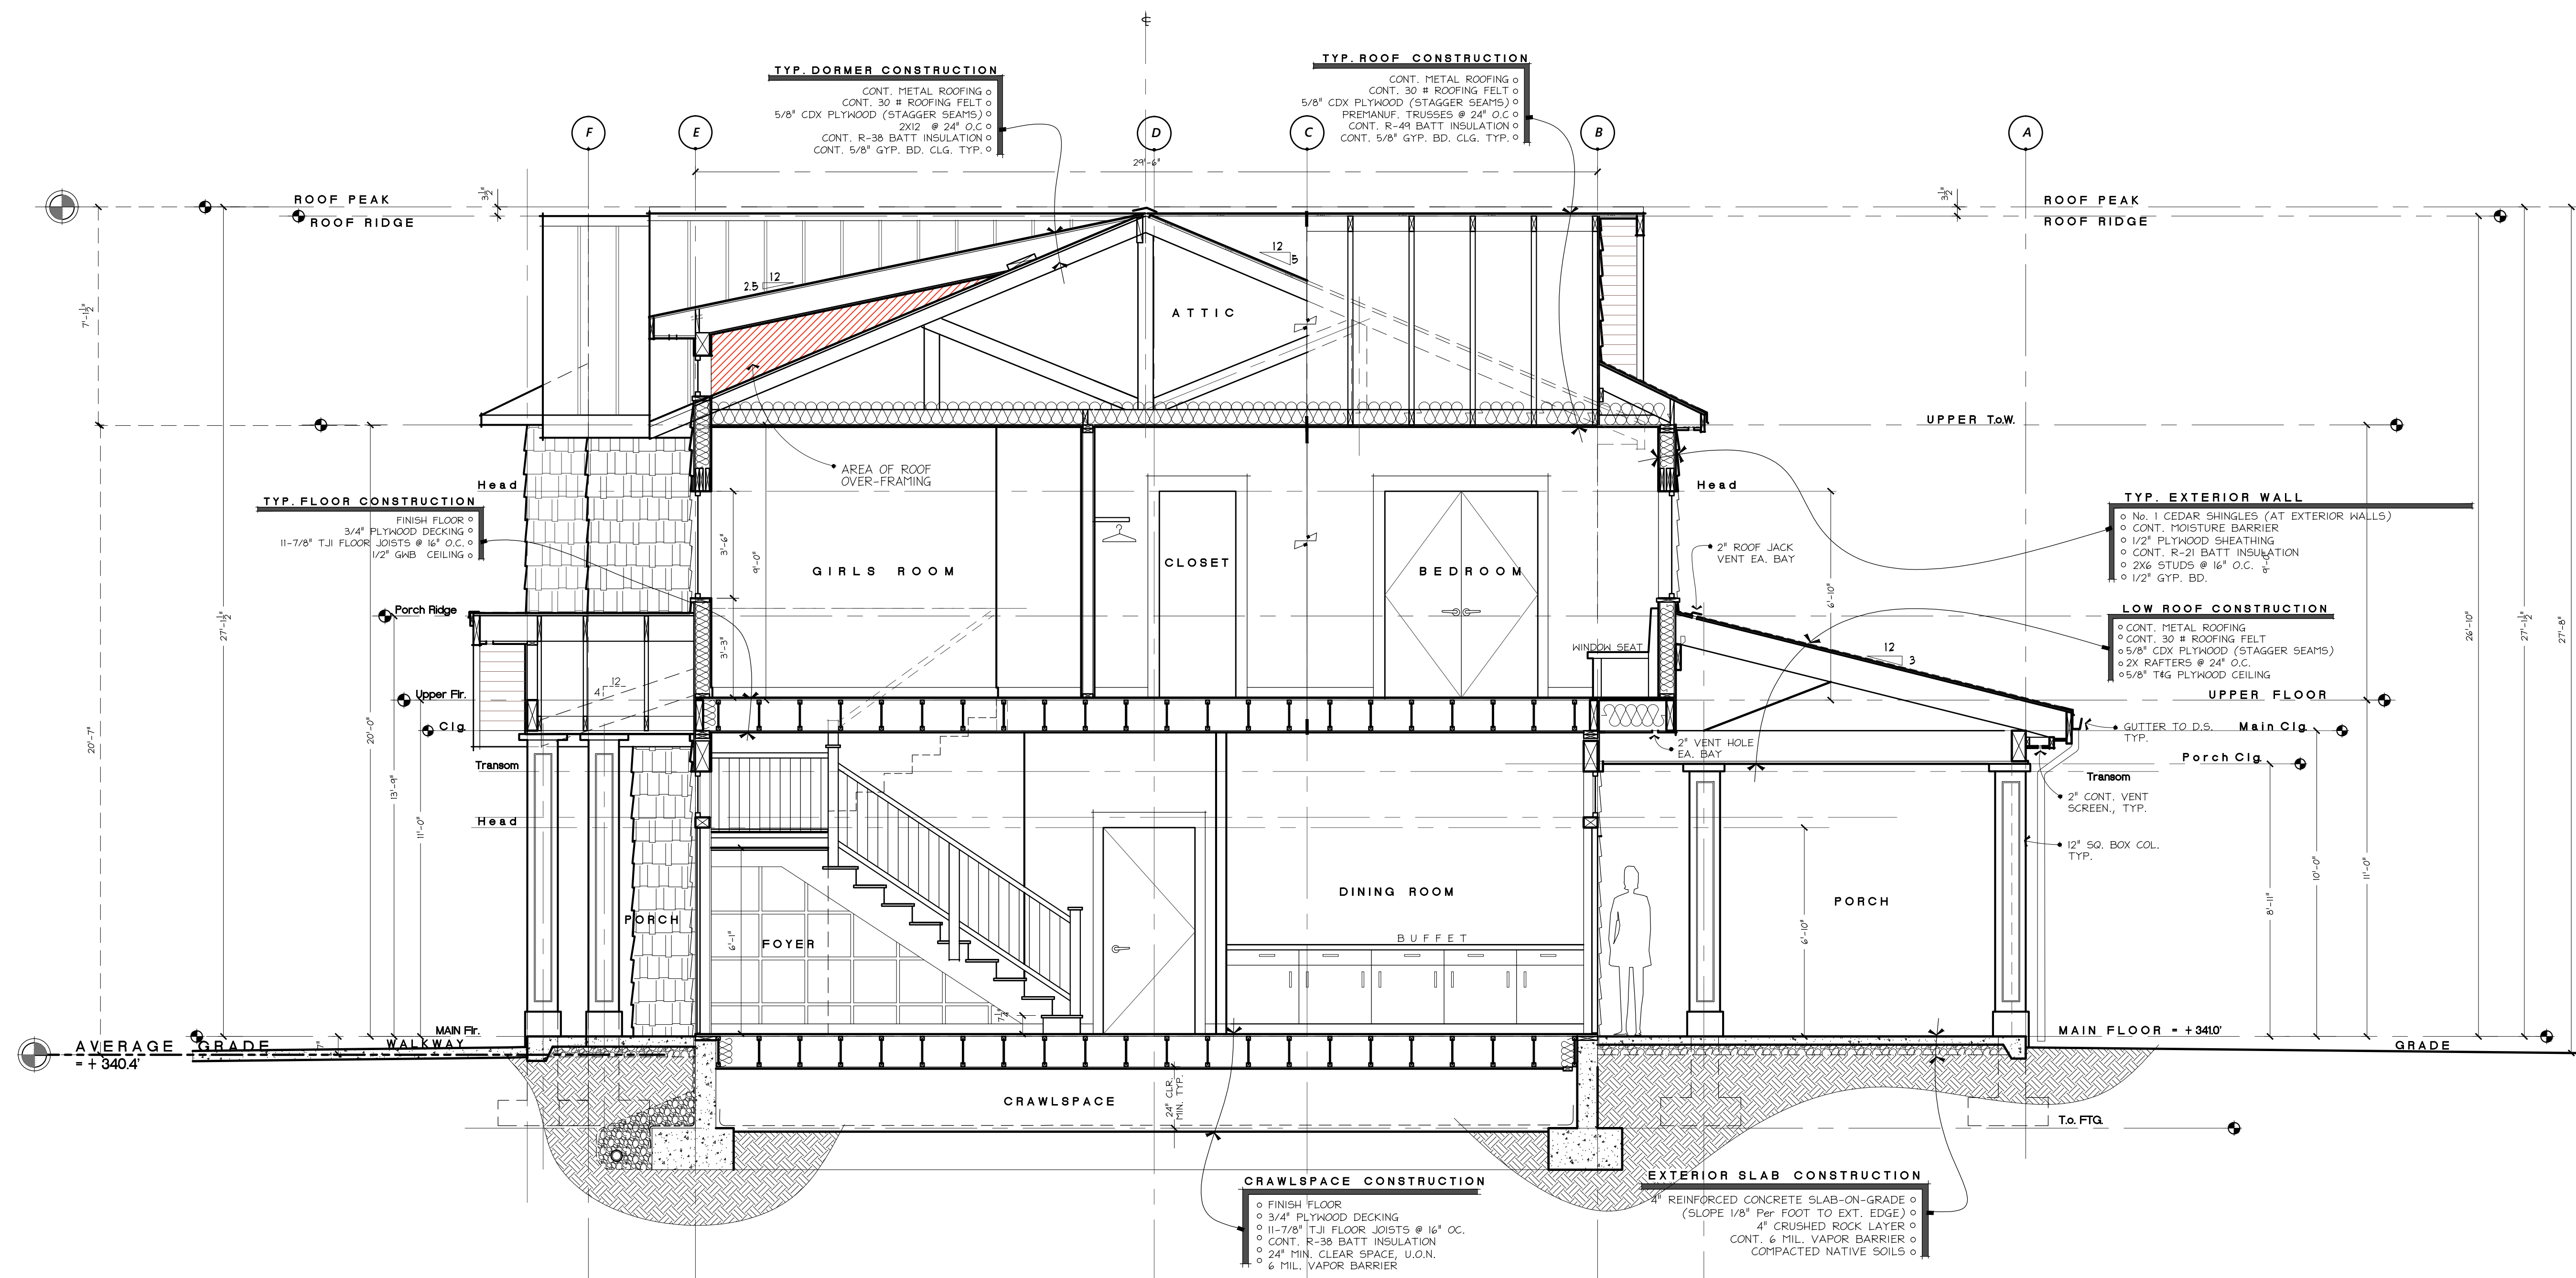 ℄
TYP. DORMER CONSTRUCTION
CONT. METAL ROOFING
CONT. 30 # ROOFING FELT
5/8" CDX PLYWOOD (STAGGER SEAMS)
2X12 @ 24" O.C
CONT. R-38 BATT INSULATION
CONT. 5/8" GYP. BD. CLG. TYP.
TYP. ROOF CONSTRUCTION
CONT. METAL ROOFING
CONT. 30 # ROOFING FELT
5/8" CDX PLYWOOD (STAGGER SEAMS)
PREMANUF. TRUSSES @ 24" O.C
CONT. R-49 BATT INSULATION
CONT. 5/8" GYP. BD. CLG. TYP.
F
E
D
C
B
A
29'-6"
ROOF PEAK
ROOF RIDGE
3½"
3½"
ROOF PEAK
ROOF RIDGE
12
2.5
12
5
ATTIC
7'-1½"
UPPER T.o.W.
AREA OF ROOF
OVER-FRAMING
Head
Head
TYP. FLOOR CONSTRUCTION
FINISH FLOOR
3/4" PLYWOOD DECKING
11-7/8" TJI FLOOR JOISTS @ 16" O.C.
1/2" GWB CEILING
TYP. EXTERIOR WALL
No. 1 CEDAR SHINGLES (AT EXTERIOR WALLS)
CONT. MOISTURE BARRIER
1/2" PLYWOOD SHEATHING
CONT. R-21 BATT INSULATION
2X6 STUDS @ 16" O.C.
1/2" GYP. BD.
9'-0"
3'-6"
9'-0"
GIRLS ROOM
CLOSET
BEDROOM
2" ROOF JACK
VENT EA. BAY
6'-10"
LOW ROOF CONSTRUCTION
CONT. METAL ROOFING
CONT. 30 # ROOFING FELT
5/8" CDX PLYWOOD (STAGGER SEAMS)
2X RAFTERS @ 24" O.C.
5/8" T&G PLYWOOD CEILING
Porch Ridge
27'-1½"
3'-3"
WINDOW SEAT
12
3
26'-10"
27'-1½"
27'-8"
12
4
Upper Flr.
UPPER FLOOR
Clg
GUTTER TO D.S.
TYP.
Main Clg
20'-7"
20'-0"
2" VENT HOLE
EA. BAY
Porch Clg.
Transom
Transom
13'-9"
11'-0"
2" CONT. VENT
SCREEN., TYP.
Head
12" SQ. BOX COL.
TYP.
10'-0"
11'-0"
8'-11"
DINING ROOM
PORCH
PORCH
FOYER
6'-1"
BUFFET
6'-10"
7½"
MAIN Flr.
MAIN FLOOR = + 341.0'
AVERAGE GRADE
= + 340.4'
7"
WALKWAY
GRADE
CRAWLSPACE
24" CLR.
MIN. TYP.
T.o. FTG.
CRAWLSPACE CONSTRUCTION
FINISH FLOOR
3/4" PLYWOOD DECKING
11-7/8" TJI FLOOR JOISTS @ 16" OC.
CONT. R-38 BATT INSULATION
24" MIN. CLEAR SPACE, U.O.N.
6 MIL. VAPOR BARRIER
EXTERIOR SLAB CONSTRUCTION
4" REINFORCED CONCRETE SLAB-ON-GRADE
(SLOPE 1/8" Per FOOT TO EXT. EDGE)
4" CRUSHED ROCK LAYER
CONT. 6 MIL. VAPOR BARRIER
COMPACTED NATIVE SOILS